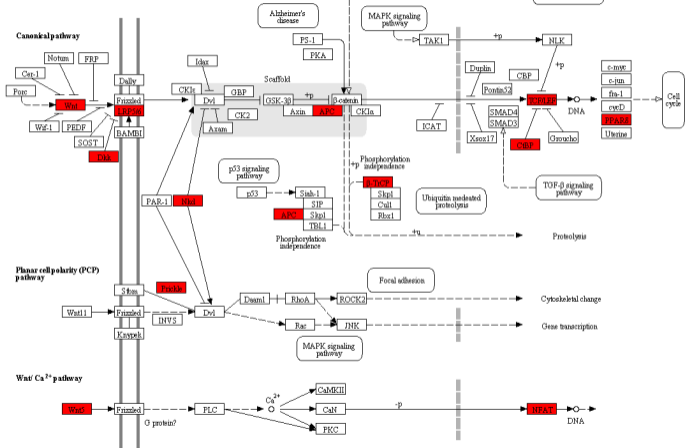 Alzheimer's
disease
MAPK signaling
pathway
Canonical pathway
PS-1
PKA
TAK1
+p
NLK
Notum
FRP
Cer-1
Porc
Wnt
Wif-1
PEDF
SOST
Dkk
Dally
Frizzled
LRP5/6
BAMBI
Idax
CKIε
Dvl
GBP
CK2
Axam
Scaffold
GSK-3β
+p
β-catenin
Axin
APC
CKIα
Duplin
Pontin52
CBP
+p
TCF/LEF
SMAD4
SMAD3
ICAT
Xsox17
CtBP
Groucho
DNA
c-myc
c-jun
fra-1
cycD
PPARδ
Uterine
Cell
cycle
p53 signaling
pathway
p53
Siah-1
SIP
APC
Skp1
TBL1
Phosphorylation
independence
+p
Phosphorylation
independence
β-TrCP
Skp1
Cul1
Rbx1
Ubiquitin mediated
proteolysis
TGF-β signaling
pathway
+u
Proteolysis
PAR-1
Nkd
Planar cell polarity (PCP)
pathway
Stbm
Prickle
Wnt11
Frizzled
INVS
Knypek
Dvl
Daam1
RhoA
ROCK2
Rac
JNK
Focal adhesion
Cytoskeletal change
Gene transcription
MAPK signaling
pathway
Wnt/ Ca2+ pathway
Wnt5
Frizzled
G protein?
PLC
Ca2+
CaMKII
CaN
PKC
-p
NFAT
DNA